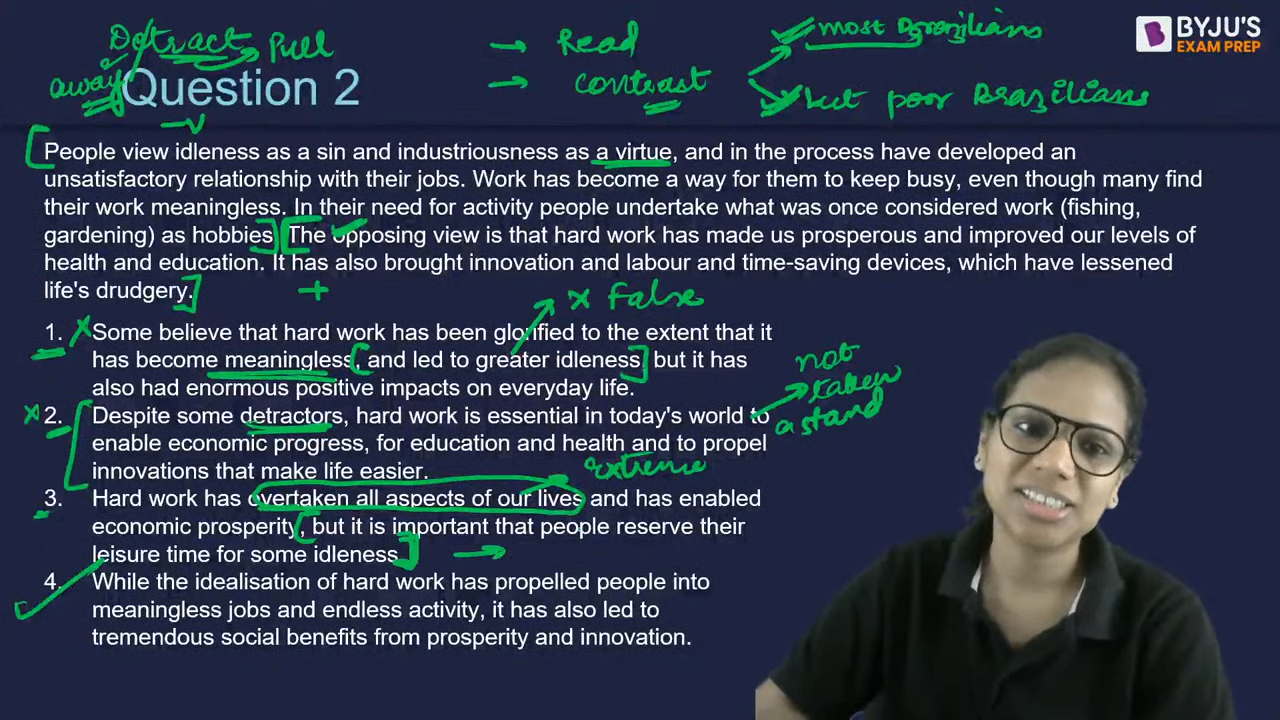 Detract → Pull
away
→ Read
→ contrast
most Brazilians
but poor Brazilians
BYJU'S
EXAM PREP
Question 2
People view idleness as a sin and industriousness as a virtue, and in the process have developed an
unsatisfactory relationship with their jobs. Work has become a way for them to keep busy, even though many find
their work meaningless. In their need for activity people undertake what was once considered work (fishing,
gardening) as hobbies. The opposing view is that hard work has made us prosperous and improved our levels of
health and education. It has also brought innovation and labour and time-saving devices, which have lessened
life's drudgery.
+
x False
1. Some believe that hard work has been glorified to the extent that it
has become meaningless, and led to greater idleness, but it has
also had enormous positive impacts on everyday life.
not
taken
a stand
2. Despite some detractors, hard work is essential in today's world to
enable economic progress, for education and health and to propel
innovations that make life easier.
extreme
3. Hard work has overtaken all aspects of our lives and has enabled
economic prosperity, but it is important that people reserve their
leisure time for some idleness.
4. While the idealisation of hard work has propelled people into
meaningless jobs and endless activity, it has also led to
tremendous social benefits from prosperity and innovation.